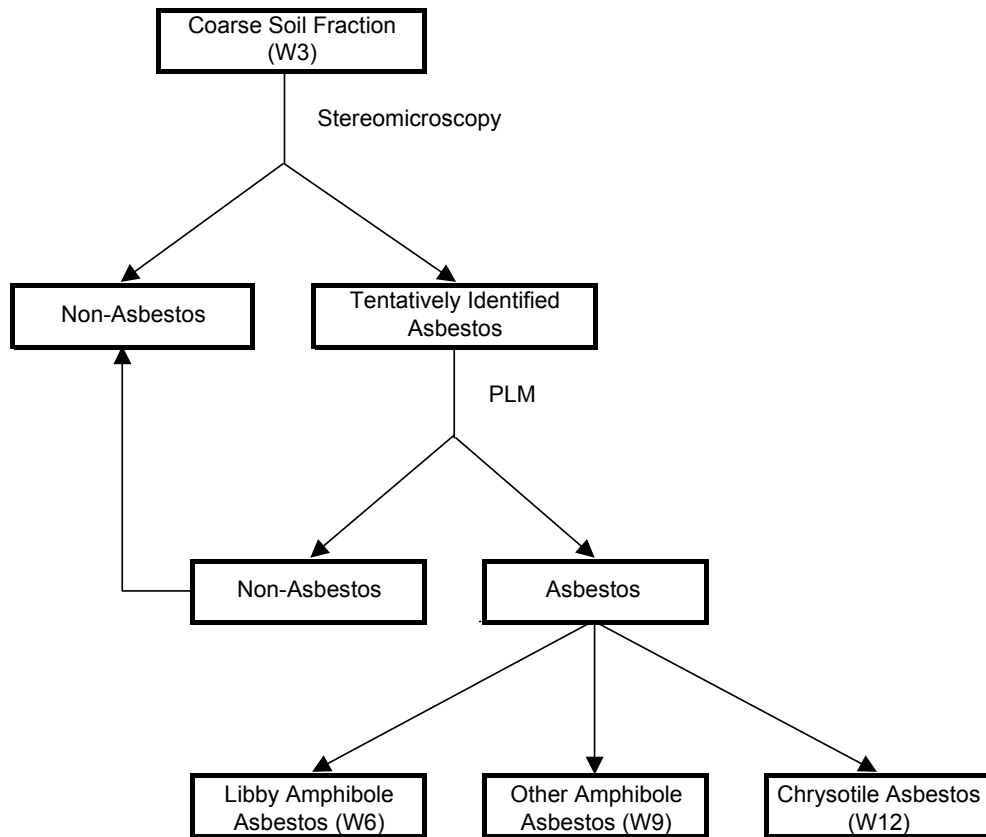 Coarse Soil Fraction
(W3)
Stereomicroscopy
Non-Asbestos
Tentatively Identified
Asbestos
PLM
Non-Asbestos
Asbestos
Libby Amphibole
Asbestos (W6)
Other Amphibole
Asbestos (W9)
Chrysotile Asbestos
(W12)